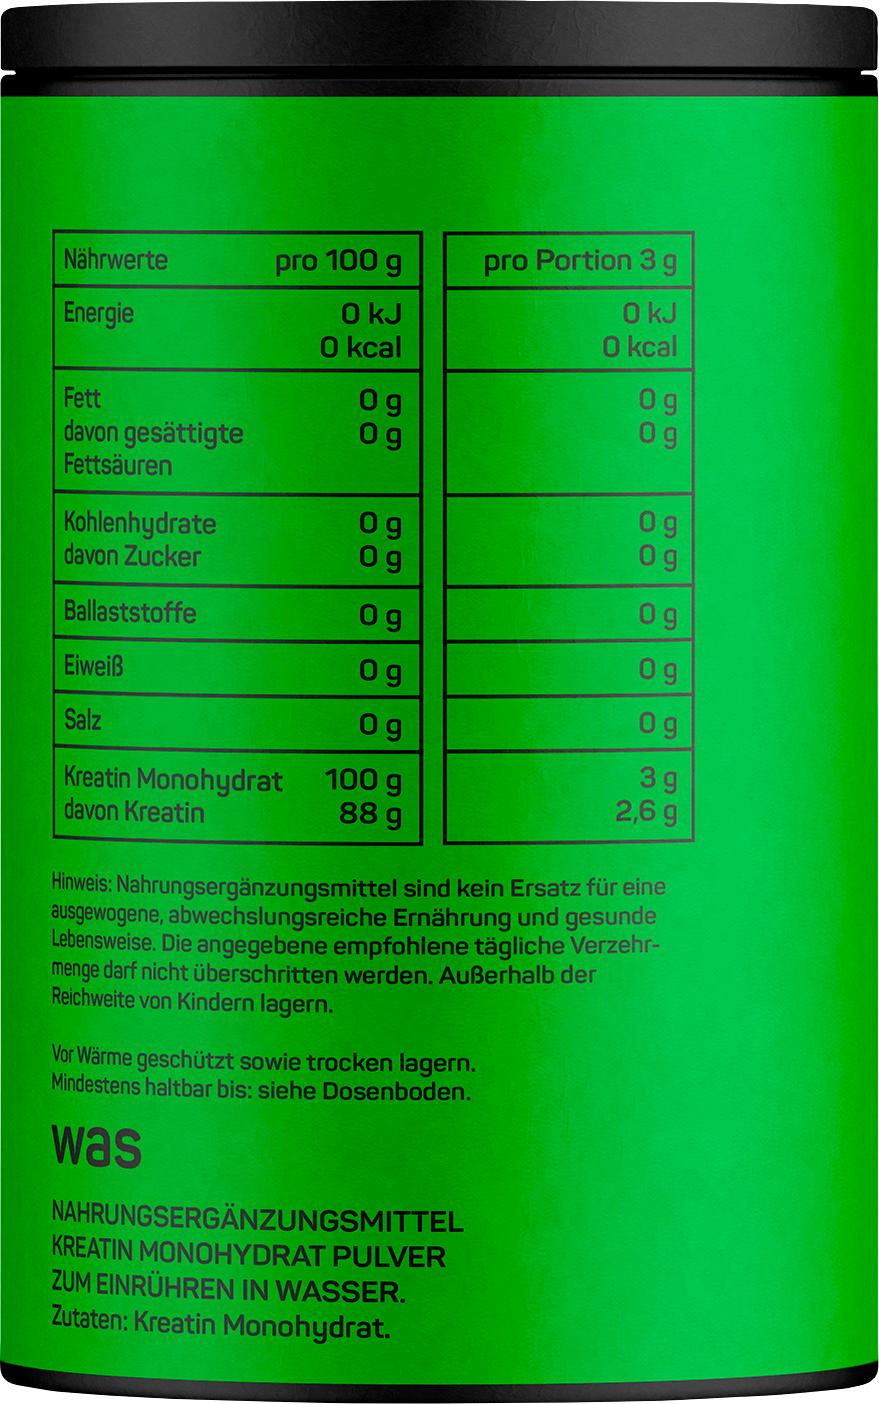 Nährwerte pro 100 g pro Portion 3 g
Energie 0 kJ 0 kJ
0 kcal 0 kcal
Fett 0 g 0 g
davon gesättigte 0 g 0 g
Fettsäuren
Kohlenhydrate 0 g 0 g
davon Zucker 0 g 0 g
Ballaststoffe 0 g 0 g
Eiweiß 0 g 0 g
Salz 0 g 0 g
Kreatin Monohydrat 100 g 3 g
davon Kreatin 88 g 2,6 g
Hinweis: Nahrungsergänzungsmittel sind kein Ersatz für eine
ausgewogene, abwechslungsreiche Ernährung und gesunde
Lebensweise. Die angegebene empfohlene tägliche Verzehr-
menge darf nicht überschritten werden. Außerhalb der
Reichweite von Kindern lagern.
Vor Wärme geschützt sowie trocken lagern.
Mindestens haltbar bis: siehe Dosenboden.
was
NAHRUNGSERGÄNZUNGSMITTEL
KREATIN MONOHYDRAT PULVER
ZUM EINRÜHREN IN WASSER.
Zutaten: Kreatin Monohydrat.